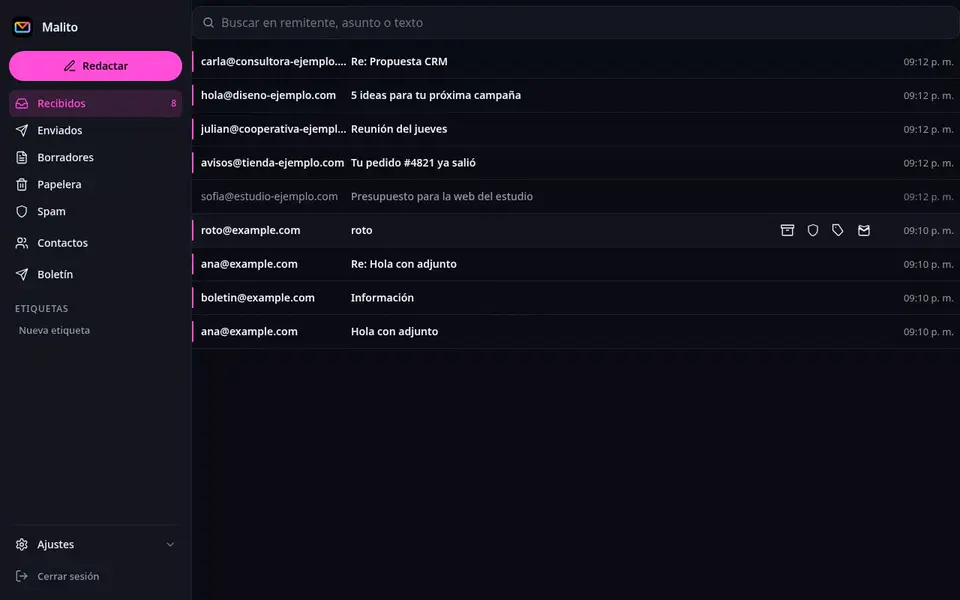 Malito
Redactar
Recibidos 8
Enviados
Borradores
Papelera
Spam
Contactos
Boletín
ETIQUETAS
Nueva etiqueta
Ajustes
Cerrar sesión
Buscar en remitente, asunto o texto
carla@consultora-ejemplo.... Re: Propuesta CRM 09:12 p. m.
hola@diseno-ejemplo.com 5 ideas para tu próxima campaña 09:12 p. m.
julian@cooperativa-ejempl... Reunión del jueves 09:12 p. m.
avisos@tienda-ejemplo.com Tu pedido #4821 ya salió 09:12 p. m.
sofia@estudio-ejemplo.com Presupuesto para la web del estudio 09:12 p. m.
roto@example.com roto 09:10 p. m.
ana@example.com Re: Hola con adjunto 09:10 p. m.
boletin@example.com Información 09:10 p. m.
ana@example.com Hola con adjunto 09:10 p. m.